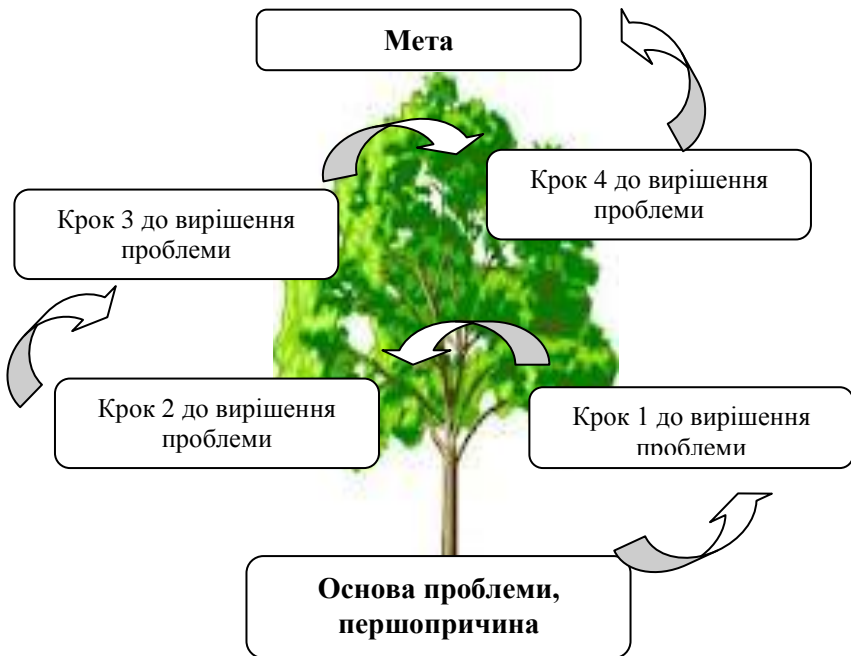 Мета
Крок 4 до вирішення
проблеми
Крок 3 до вирішення
проблеми
Крок 2 до вирішення
проблеми
Крок 1 до вирішення
проблеми
Основа проблеми,
першопричина